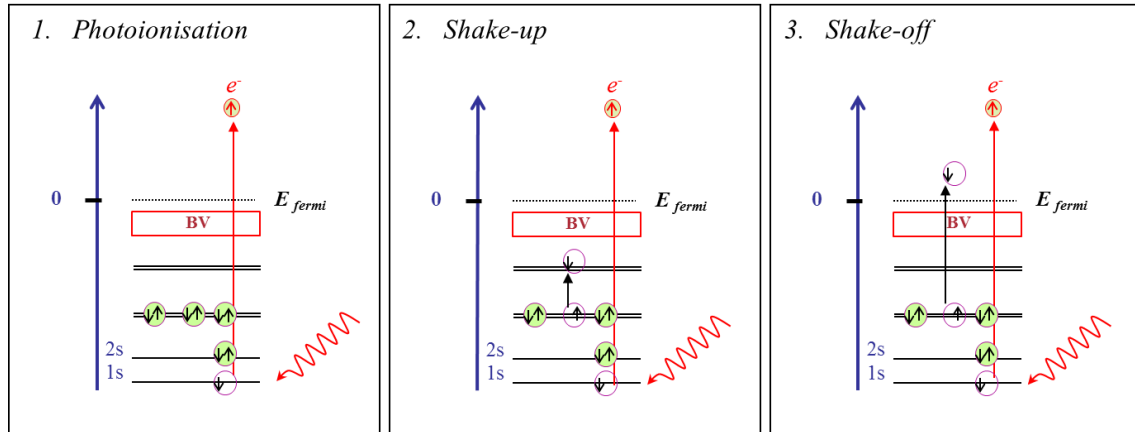 1. Photoionisation
e-
0
E fermi
BV
2s
1s
2. Shake-up
e-
0
E fermi
BV
2s
1s
3. Shake-off
e-
0
E fermi
BV
2s
1s